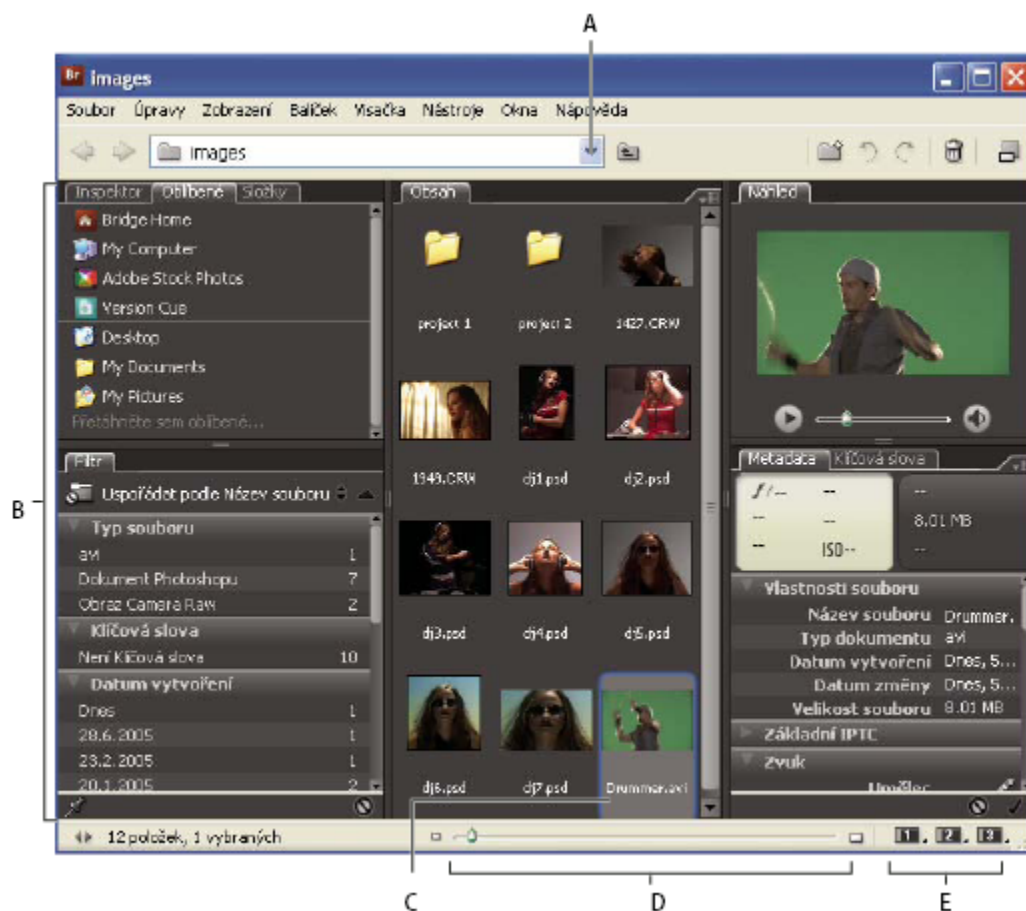 A
Br images
Soubor Úpravy Zobrazení Balíček Visačka Nástroje Okna Nápověda
images
Inspektor Oblíbené Složky
Bridge Home
My Computer
Adobe Stock Photos
Version Cue
Desktop
My Documents
My Pictures
Přetáhněte sem oblíbené...
Filtr
Uspořádat podle Název souboru
Typ souboru
avi 1
Dokument Photoshopu 7
Obraz Camera Raw 2
Klíčová slova
Není Klíčová slova 10
Datum vytvoření
Dnes 1
28.6.2005 1
23.2.2005 1
20.1.2005 2
Obsah
project 1 project 2 1427.CRW
1949.CRW dj1.psd dj2.psd
dj3.psd dj4.psd dj5.psd
dj6.psd dj7.psd Drummer.avi
Náhled
Metadata Klíčová slova
f/-- --
-- --
-- ISO--
--
8.01 MB
--
Vlastnosti souboru
Název souboru Drummer.
Typ dokumentu avi
Datum vytvoření Dnes, 5...
Datum změny Dnes, 5...
Velikost souboru 8.01 MB
Základní IPTC
Zvuk
Umělec
12 položek, 1 vybraných
1 2 3
B
C
D
E